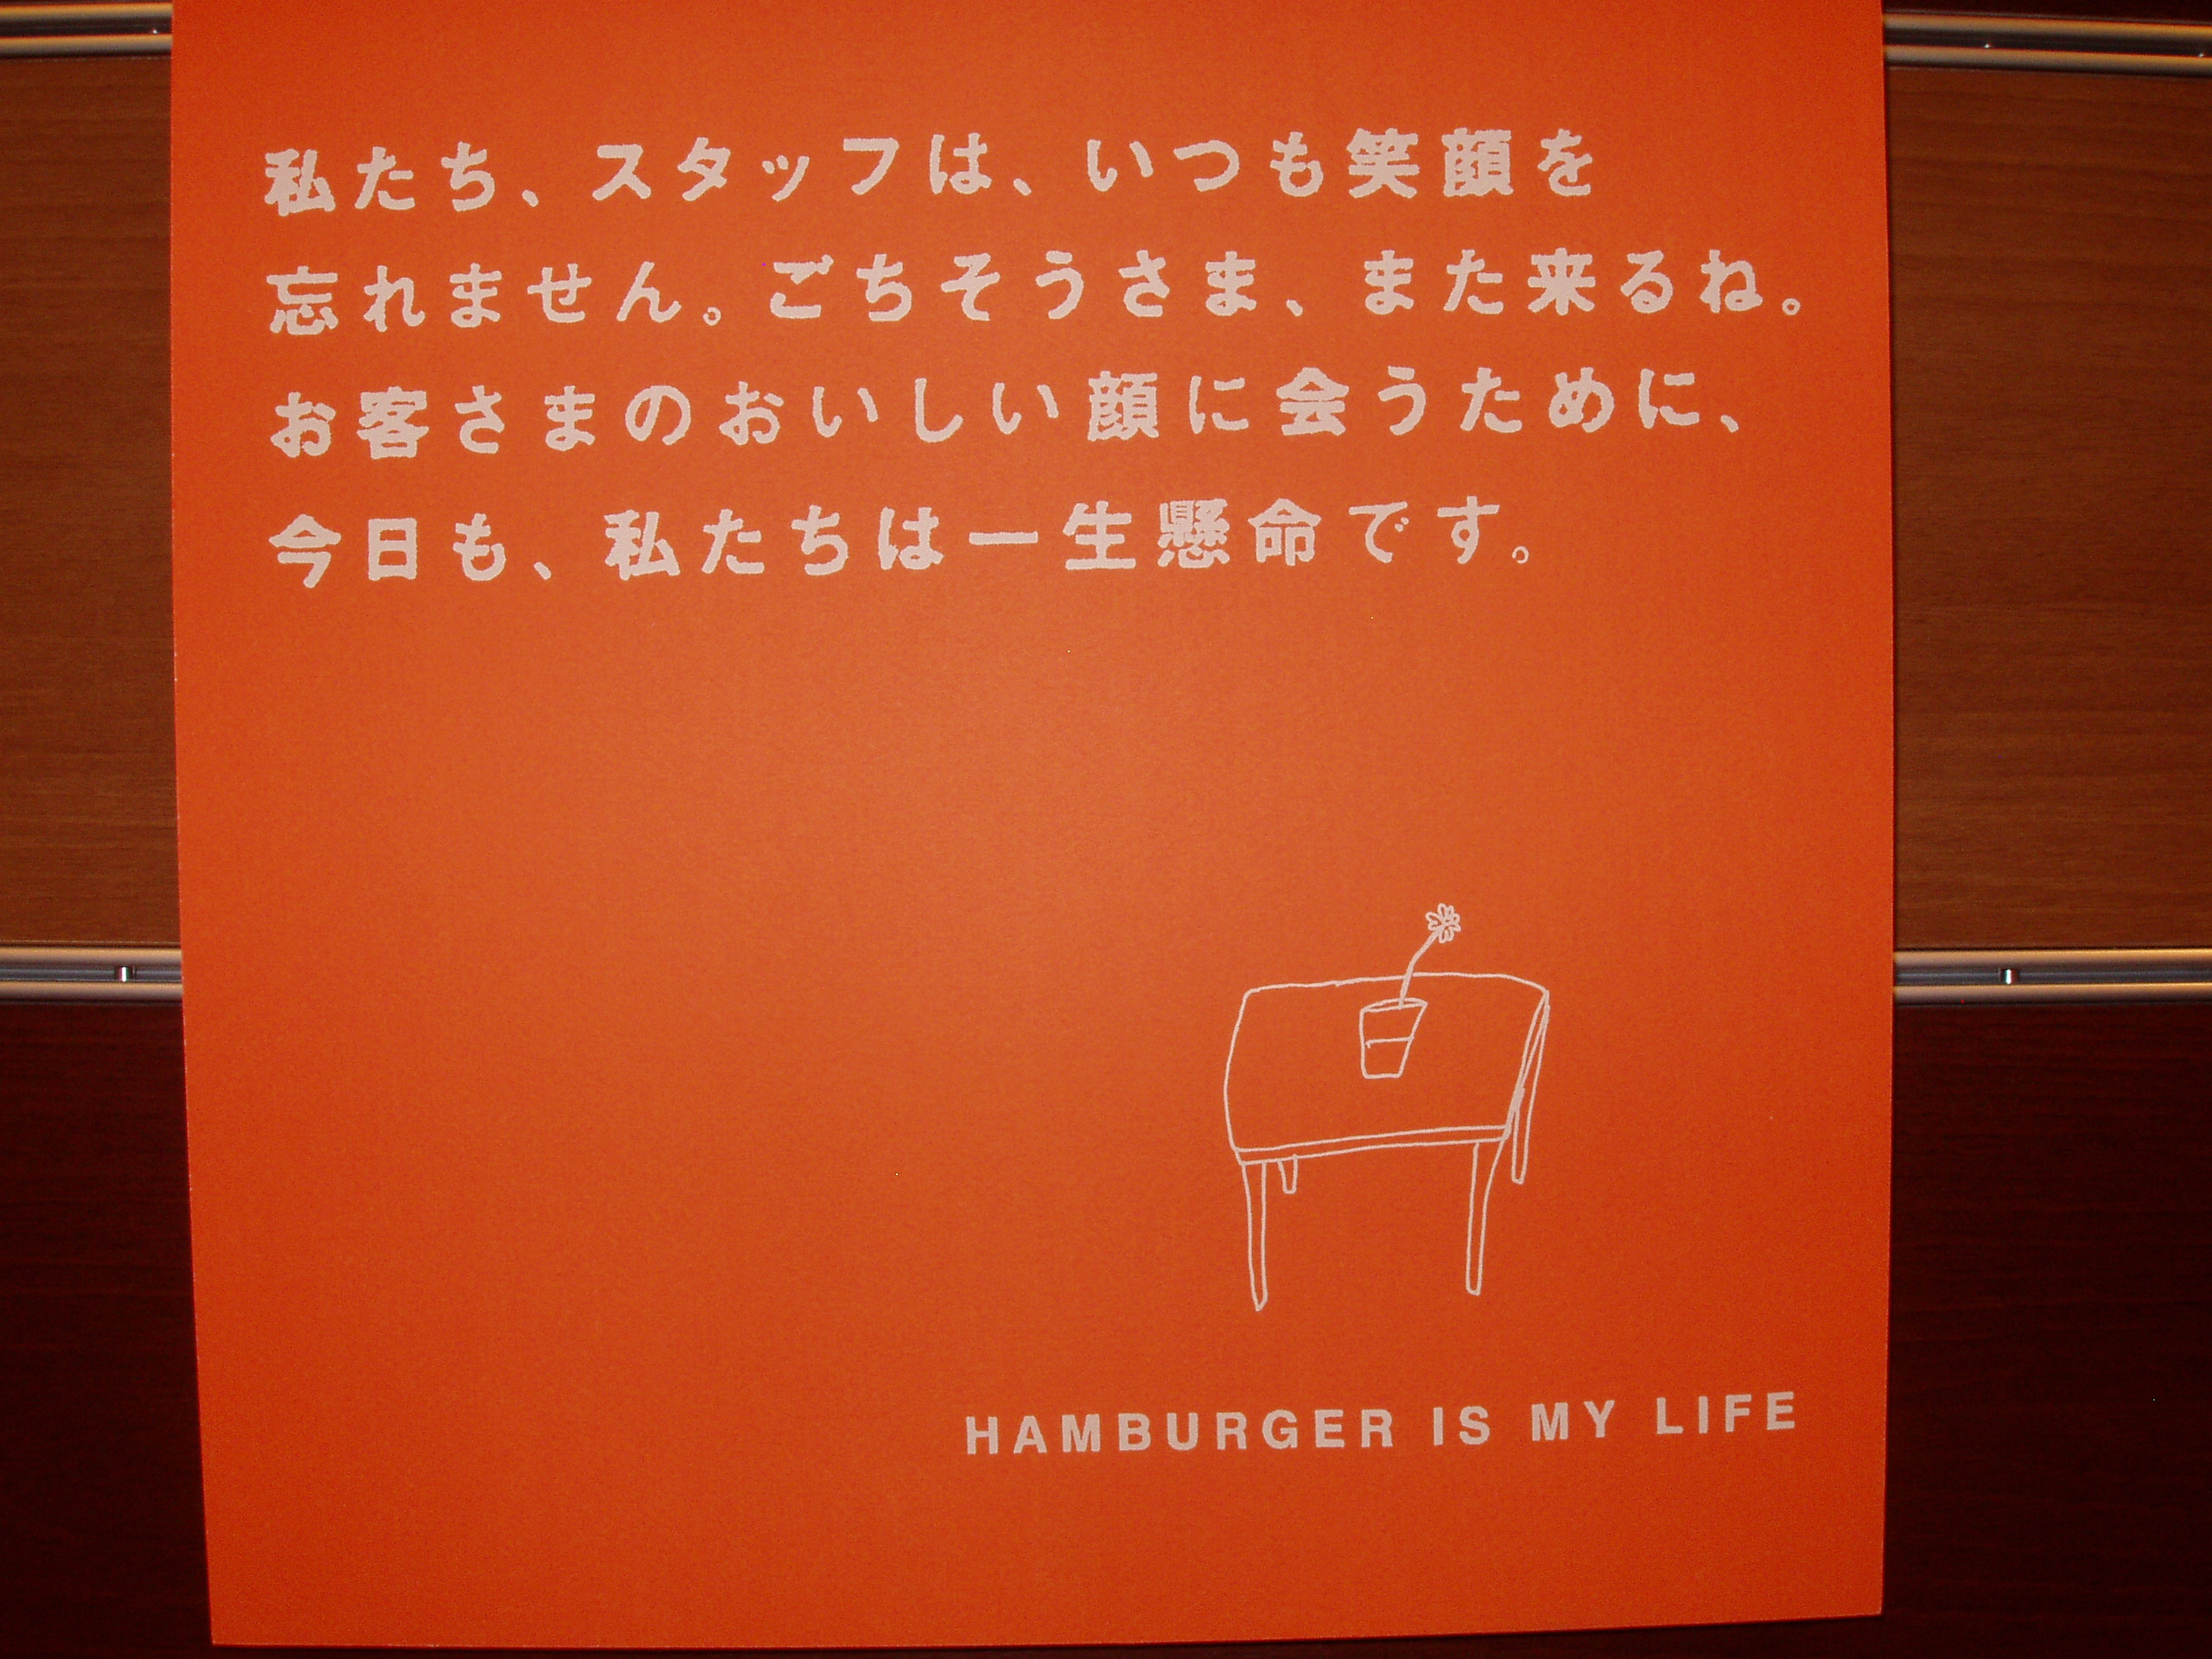 私たち、スタッフは、いつも笑顔を
忘れません。ごちそうさま、また来るね。
お客さまのおいしい顔に会うために、
今日も、私たちは一生懸命です。
HAMBURGER IS MY LIFE